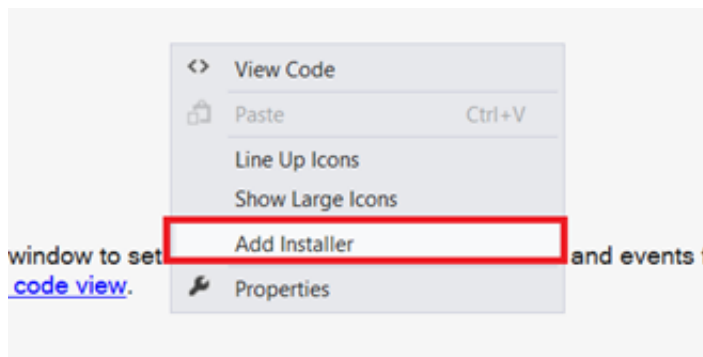 View Code
Paste Ctrl+V
Line Up Icons
Show Large Icons
Add Installer
window to set and events
code view.
Properties